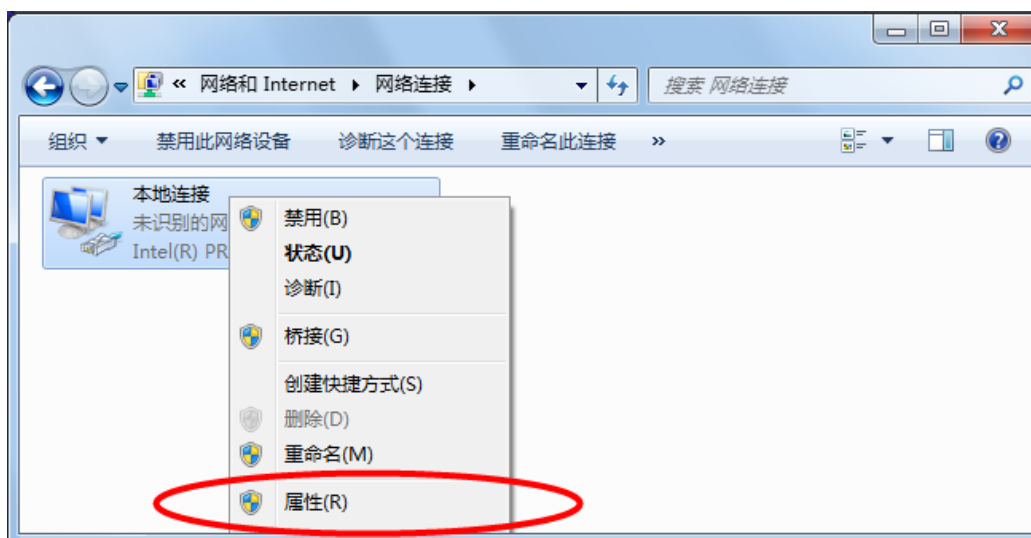 « 网络和 Internet ▸ 网络连接 ▸ 搜索 网络连接
组织 禁用此网络设备 诊断这个连接 重命名此连接 »
本地连接
未识别的网
Intel(R) PR
禁用(B)
状态(U)
诊断(I)
桥接(G)
创建快捷方式(S)
删除(D)
重命名(M)
属性(R)